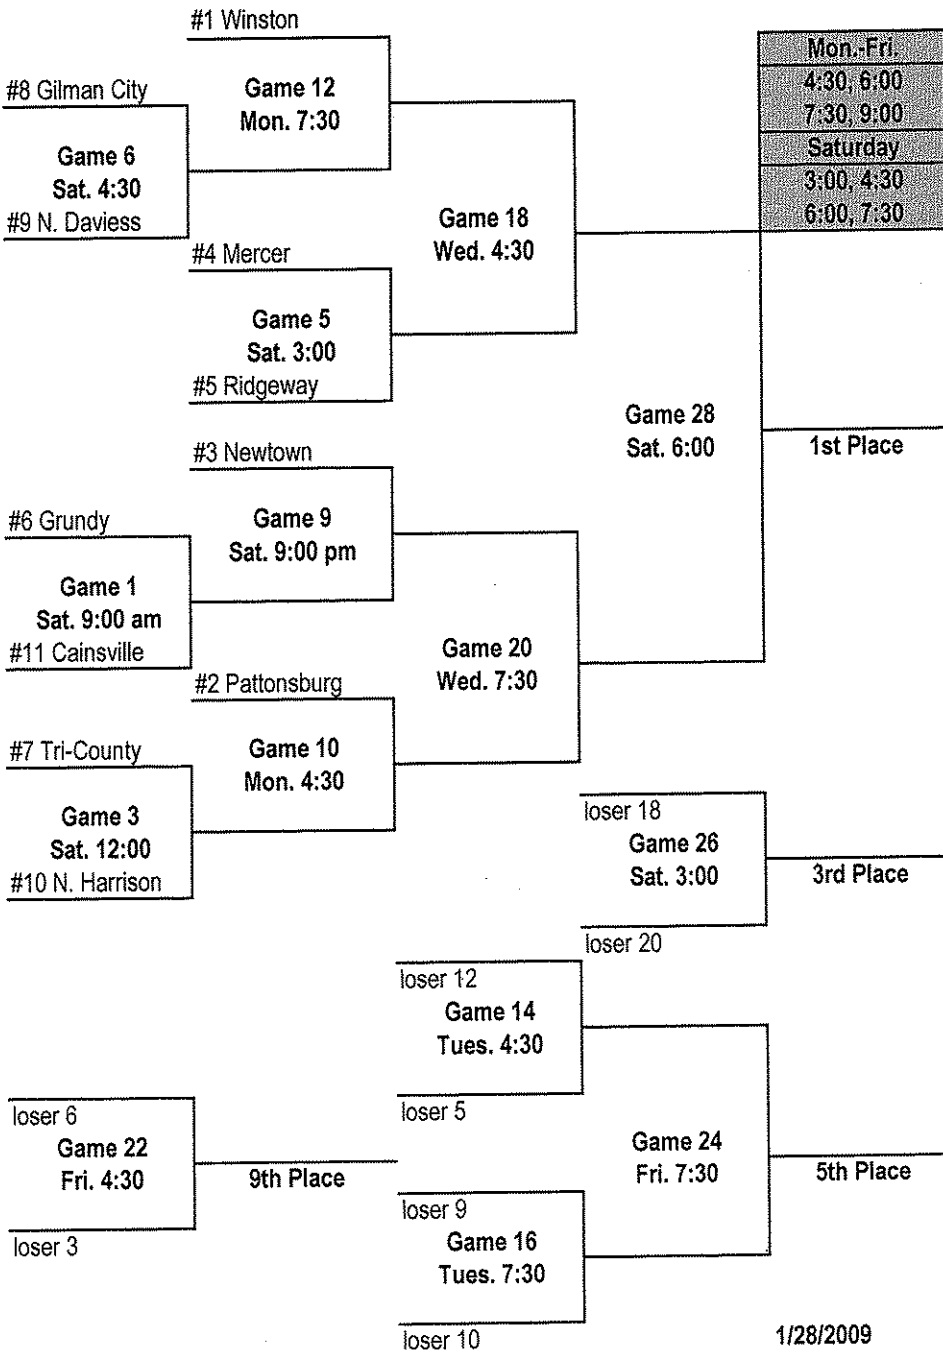 #1 Winston
Mon.-Fri.
4:30, 6:00
7:30, 9:00
Saturday
3:00, 4:30
6:00, 7:30
#8 Gilman City
Game 12
Mon. 7:30
Game 6
Sat. 4:30
#9 N. Daviess
Game 18
Wed. 4:30
#4 Mercer
Game 5
Sat. 3:00
#5 Ridgeway
Game 28
Sat. 6:00
1st Place
#3 Newtown
#6 Grundy
Game 9
Sat. 9:00 pm
Game 1
Sat. 9:00 am
#11 Cainsville
Game 20
Wed. 7:30
#2 Pattonsburg
#7 Tri-County
Game 10
Mon. 4:30
Game 3
Sat. 12:00
#10 N. Harrison
loser 18
Game 26
Sat. 3:00
3rd Place
loser 20
loser 12
Game 14
Tues. 4:30
loser 5
loser 6
Game 22
Fri. 4:30
9th Place
loser 3
Game 24
Fri. 7:30
5th Place
loser 9
Game 16
Tues. 7:30
loser 10
1/28/2009